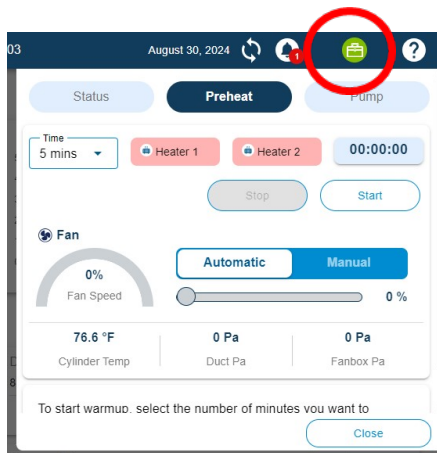 03
August 30, 2024
1
?
Status
Preheat
Pump
Time
5 mins
Heater 1
Heater 2
00:00:00
Stop
Start
Fan
0%
Fan Speed
Automatic
Manual
0 %
76.6 °F
0 Pa
0 Pa
Cylinder Temp
Duct Pa
Fanbox Pa
To start warmup, select the number of minutes you want to
Close
8